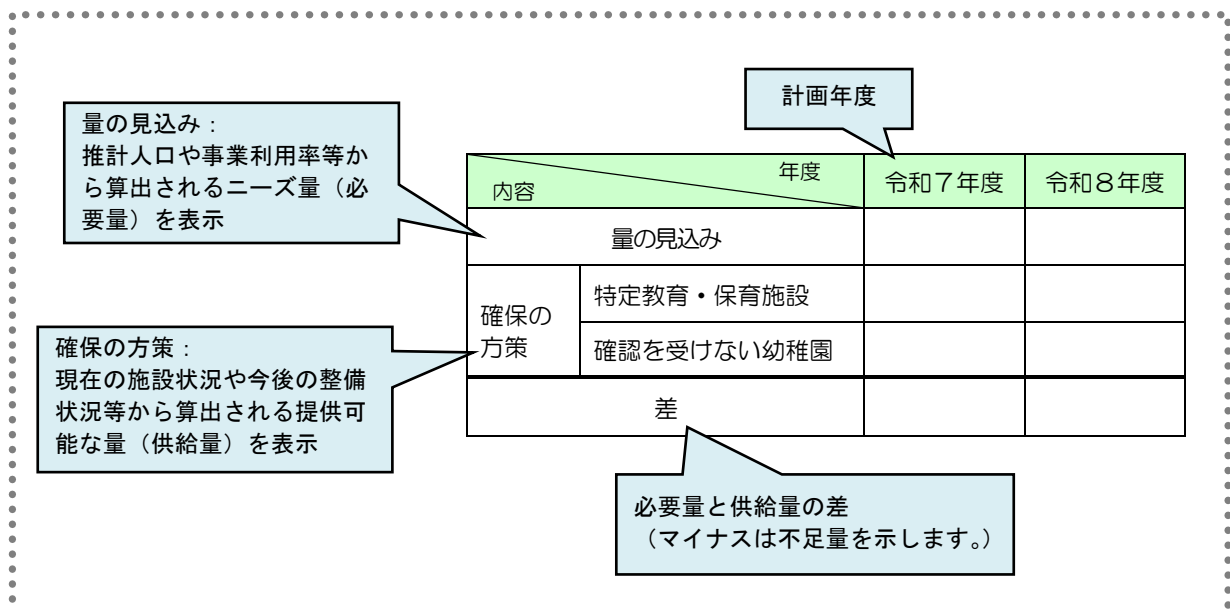 計画年度
量の見込み：
推計人口や事業利用率等か
ら算出されるニーズ量（必
要量）を表示
年度
内容
令和７年度
令和８年度
量の見込み
確保の
方策
特定教育・保育施設
確認を受けない幼稚園
差
確保の方策：
現在の施設状況や今後の整備
状況等から算出される提供可
能な量（供給量）を表示
必要量と供給量の差
（マイナスは不足量を示します。）